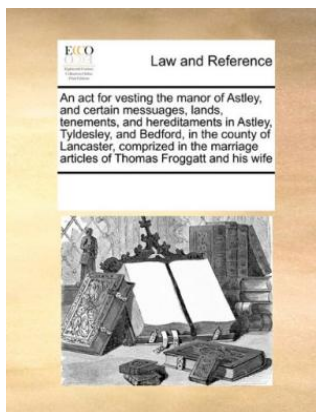 ECCO
Law and Reference
An act for vesting the manor of Astley,
and certain messuages, lands,
tenements, and hereditaments in Astley,
Tyldesley, and Bedford, in the county of
Lancaster, comprized in the marriage
articles of Thomas Froggatt and his wife